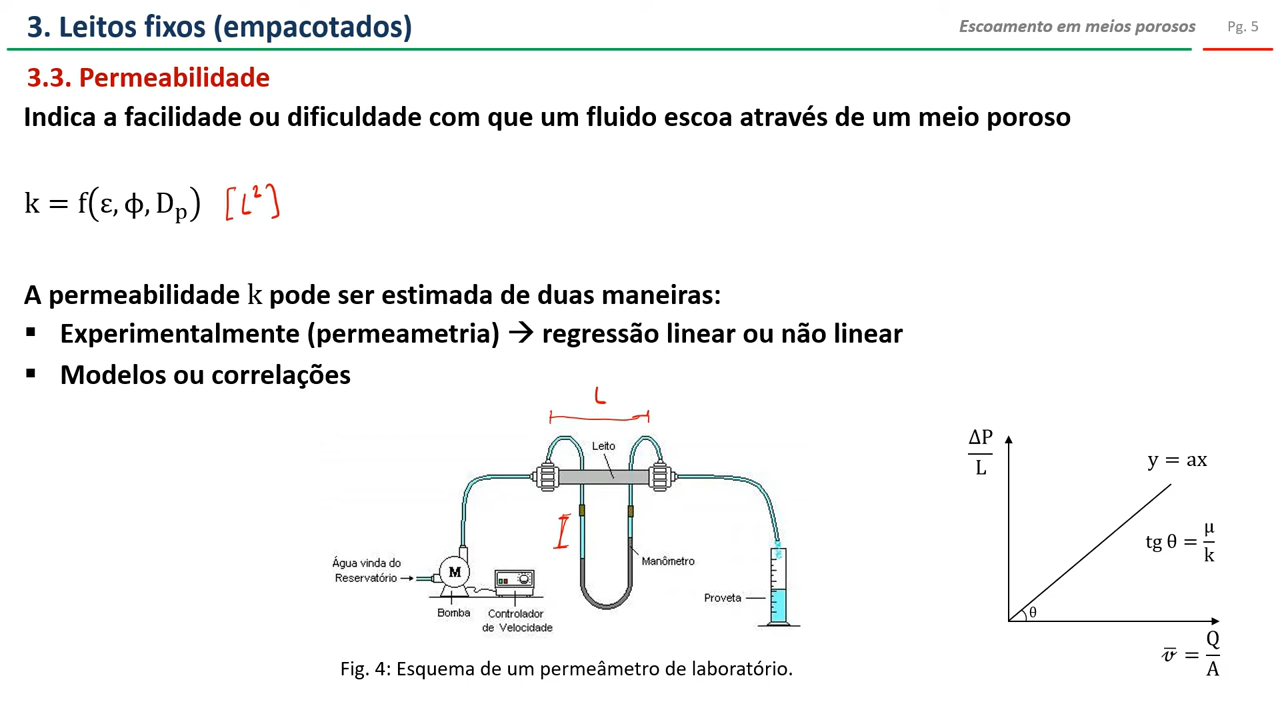 3. Leitos fixos (empacotados)
Escoamento em meios porosos
Pg. 5
3.3. Permeabilidade
Indica a facilidade ou dificuldade com que um fluido escoa através de um meio poroso
k = f(ε, ϕ, Dₚ) [L²]
A permeabilidade k pode ser estimada de duas maneiras:
▪ Experimentalmente (permeametria) → regressão linear ou não linear
▪ Modelos ou correlações
L
Leito
Água vinda do
Reservatório
M
Bomba
Controlador
de Velocidade
Manômetro
Proveta
Fig. 4: Esquema de um permeâmetro de laboratório.
ΔP
L
y = ax
tg θ = μ/k
θ
v̅ = Q/A